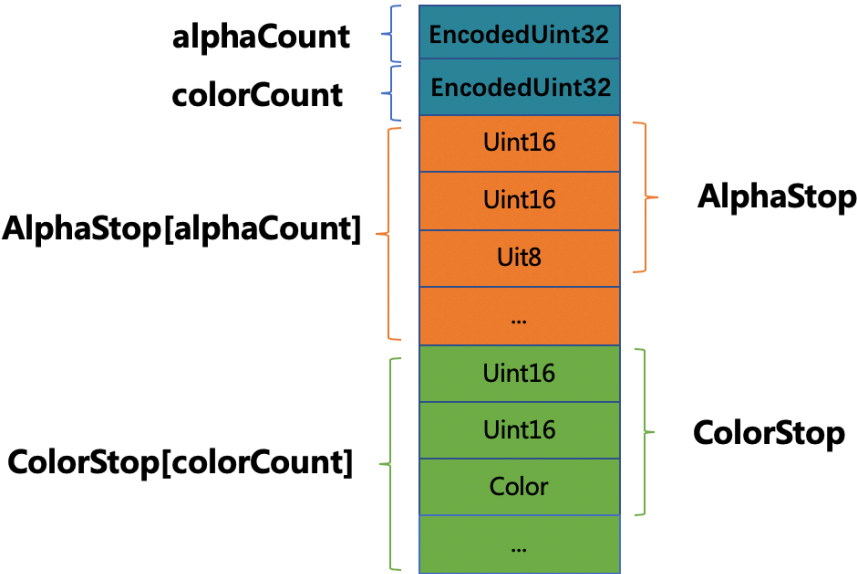 alphaCount
EncodedUint32
colorCount
EncodedUint32
Uint16
Uint16
AlphaStop
AlphaStop[alphaCount]
Uit8
...
Uint16
Uint16
ColorStop
ColorStop[colorCount]
Color
...